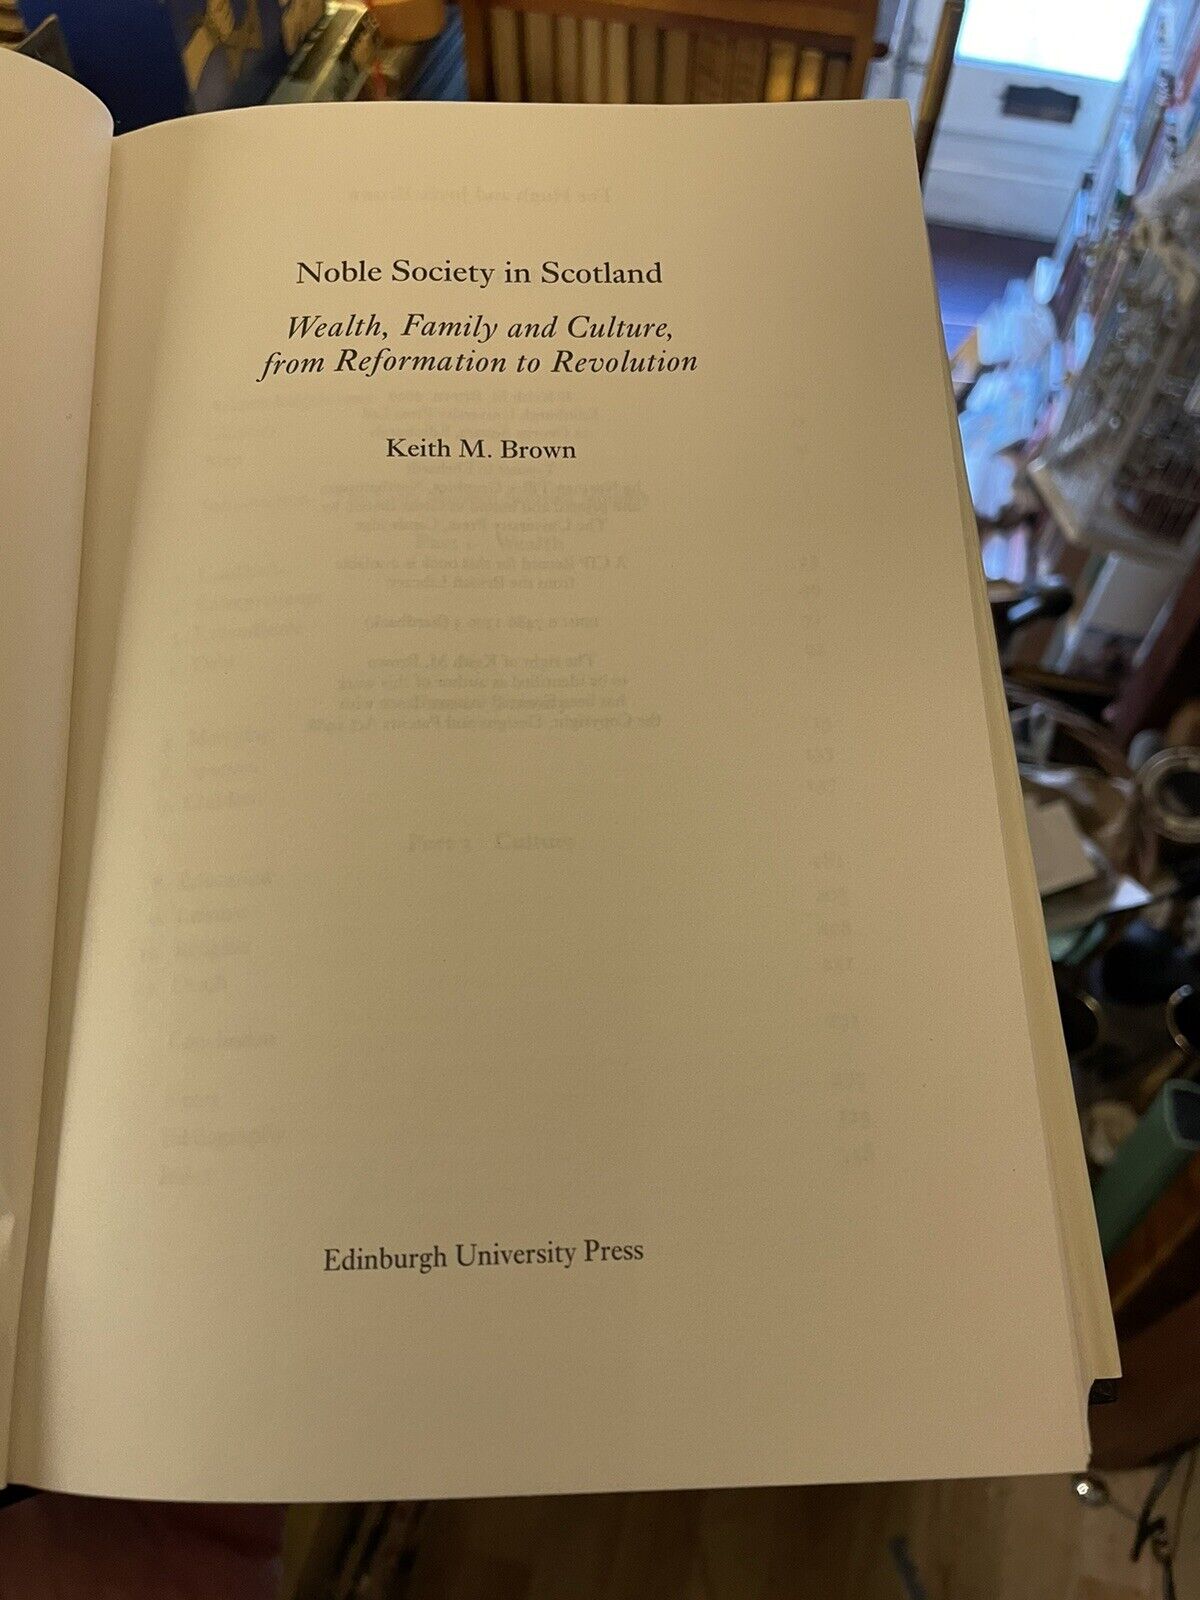 Noble Society in Scotland
Wealth, Family and Culture,
from Reformation to Revolution
Keith M. Brown
Edinburgh University Press